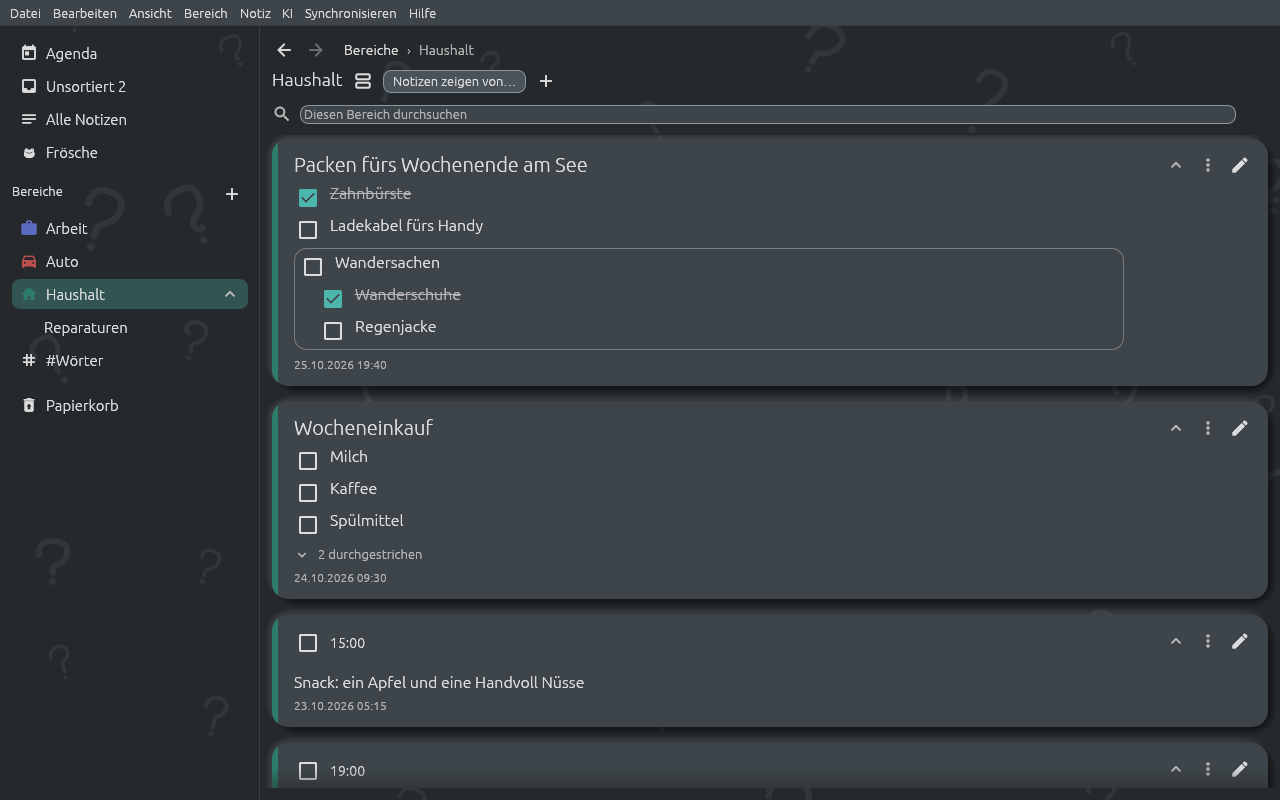 Datei Bearbeiten Ansicht Bereich Notiz KI Synchronisieren Hilfe
Agenda
Unsortiert 2
Alle Notizen
Frösche
Bereiche
Arbeit
Auto
Haushalt
Reparaturen
#Wörter
Papierkorb
Bereiche › Haushalt
Haushalt Notizen zeigen von…
Diesen Bereich durchsuchen
Packen fürs Wochenende am See
Zahnbürste
Ladekabel fürs Handy
Wandersachen
Wanderschuhe
Regenjacke
25.10.2026 19:40
Wocheneinkauf
Milch
Kaffee
Spülmittel
2 durchgestrichen
24.10.2026 09:30
15:00
Snack: ein Apfel und eine Handvoll Nüsse
23.10.2026 05:15
19:00